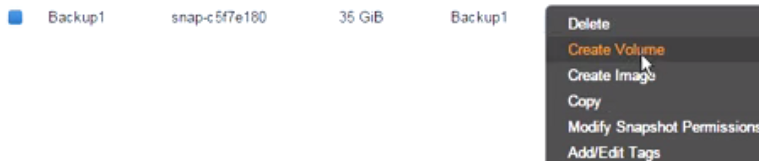 Backup1 snap-c5f7e180 35 GiB Backup1
Delete
Create Volume
Create Image
Copy
Modify Snapshot Permissions
Add/Edit Tags